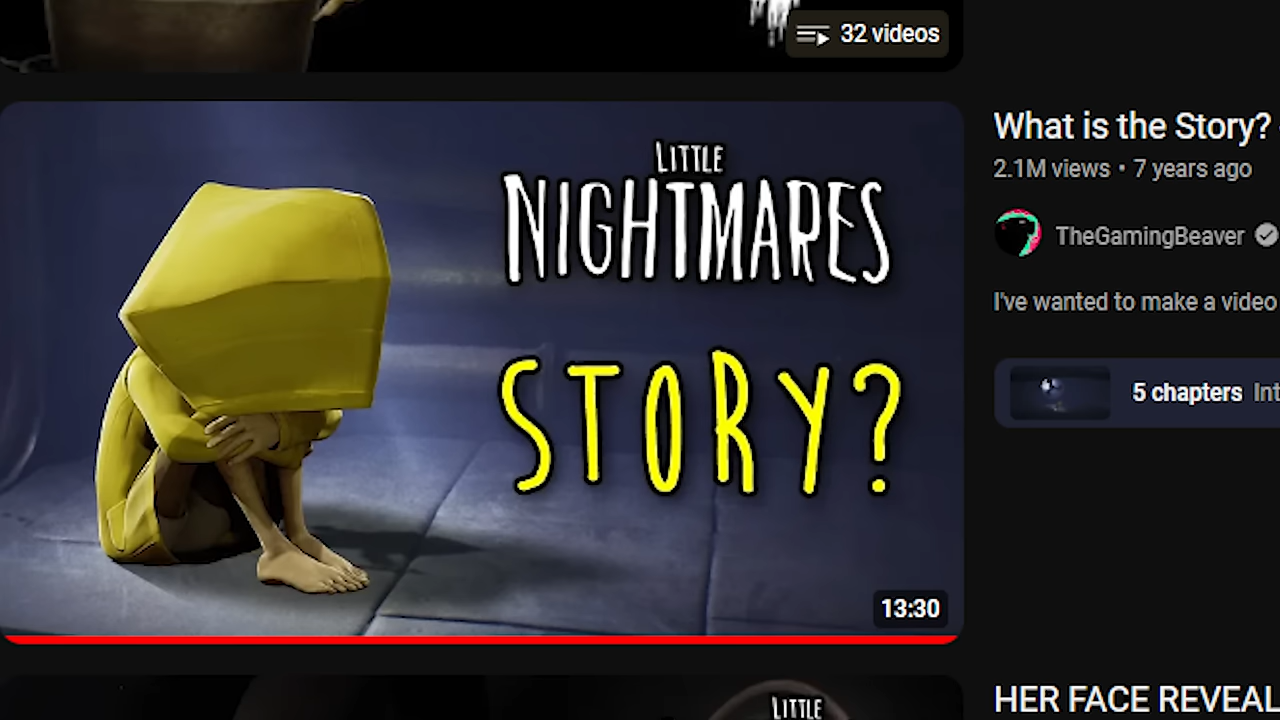 32 videos
LITTLE
NIGHTMARES
STORY?
13:30
What is the Story?
2.1M views • 7 years ago
TheGamingBeaver
I've wanted to make a video
5 chapters Int
LITTLE
HER FACE REVEAL